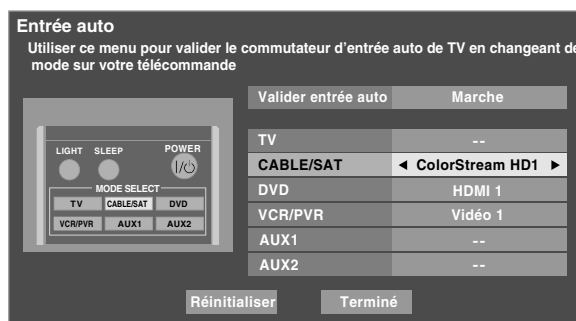 Entrée auto
Utiliser ce menu pour valider le commutateur d'entrée auto de TV en changeant de
mode sur votre télécommande
Valider entrée auto Marche
LIGHT SLEEP POWER
I/
MODE SELECT
TV CABLE/SAT DVD
VCR/PVR AUX1 AUX2
TV --
CABLE/SAT ◄ ColorStream HD1 ►
DVD HDMI 1
VCR/PVR Vidéo 1
AUX1 --
AUX2 --
Réinitialiser Terminé